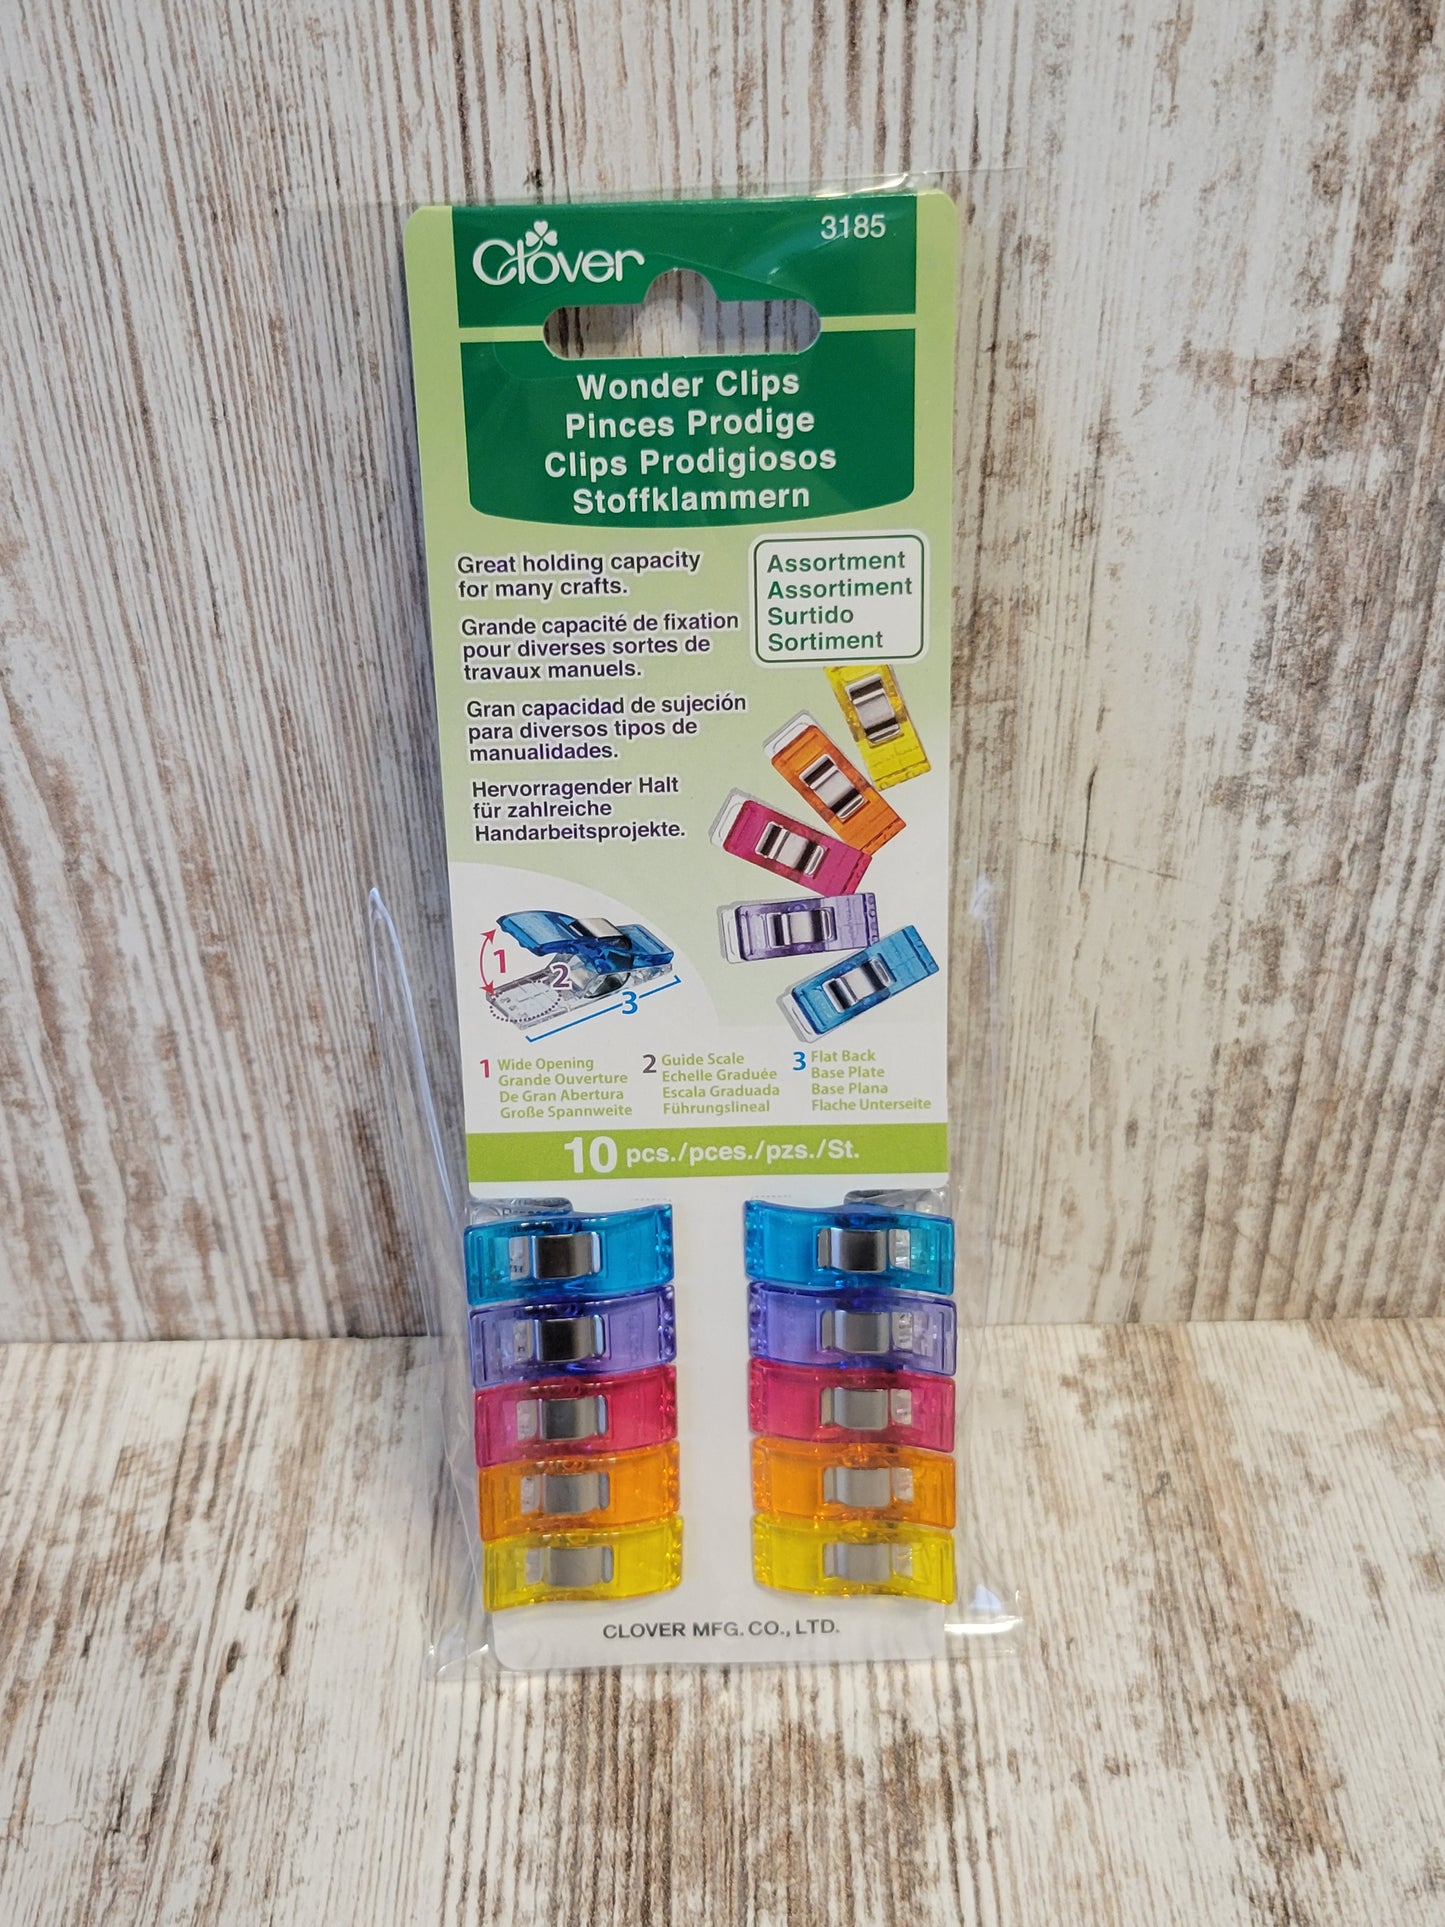 Clover
3185
Wonder Clips
Pinces Prodige
Clips Prodigiosos
Stoffklammern
Great holding capacity
for many crafts.
Grande capacité de fixation
pour diverses sortes de
travaux manuels.
Gran capacidad de sujeción
para diversos tipos de
manualidades.
Hervorragender Halt
für zahlreiche
Handarbeitsprojekte.
Assortment
Assortiment
Surtido
Sortiment
1
2
3
1 Wide Opening
Grande Ouverture
De Gran Abertura
Große Spannweite
2 Guide Scale
Echelle Graduée
Escala Graduada
Führungslineal
3 Flat Back
Base Plate
Base Plana
Flache Unterseite
10 pcs./pces./pzs./St.
CLOVER MFG. CO., LTD.